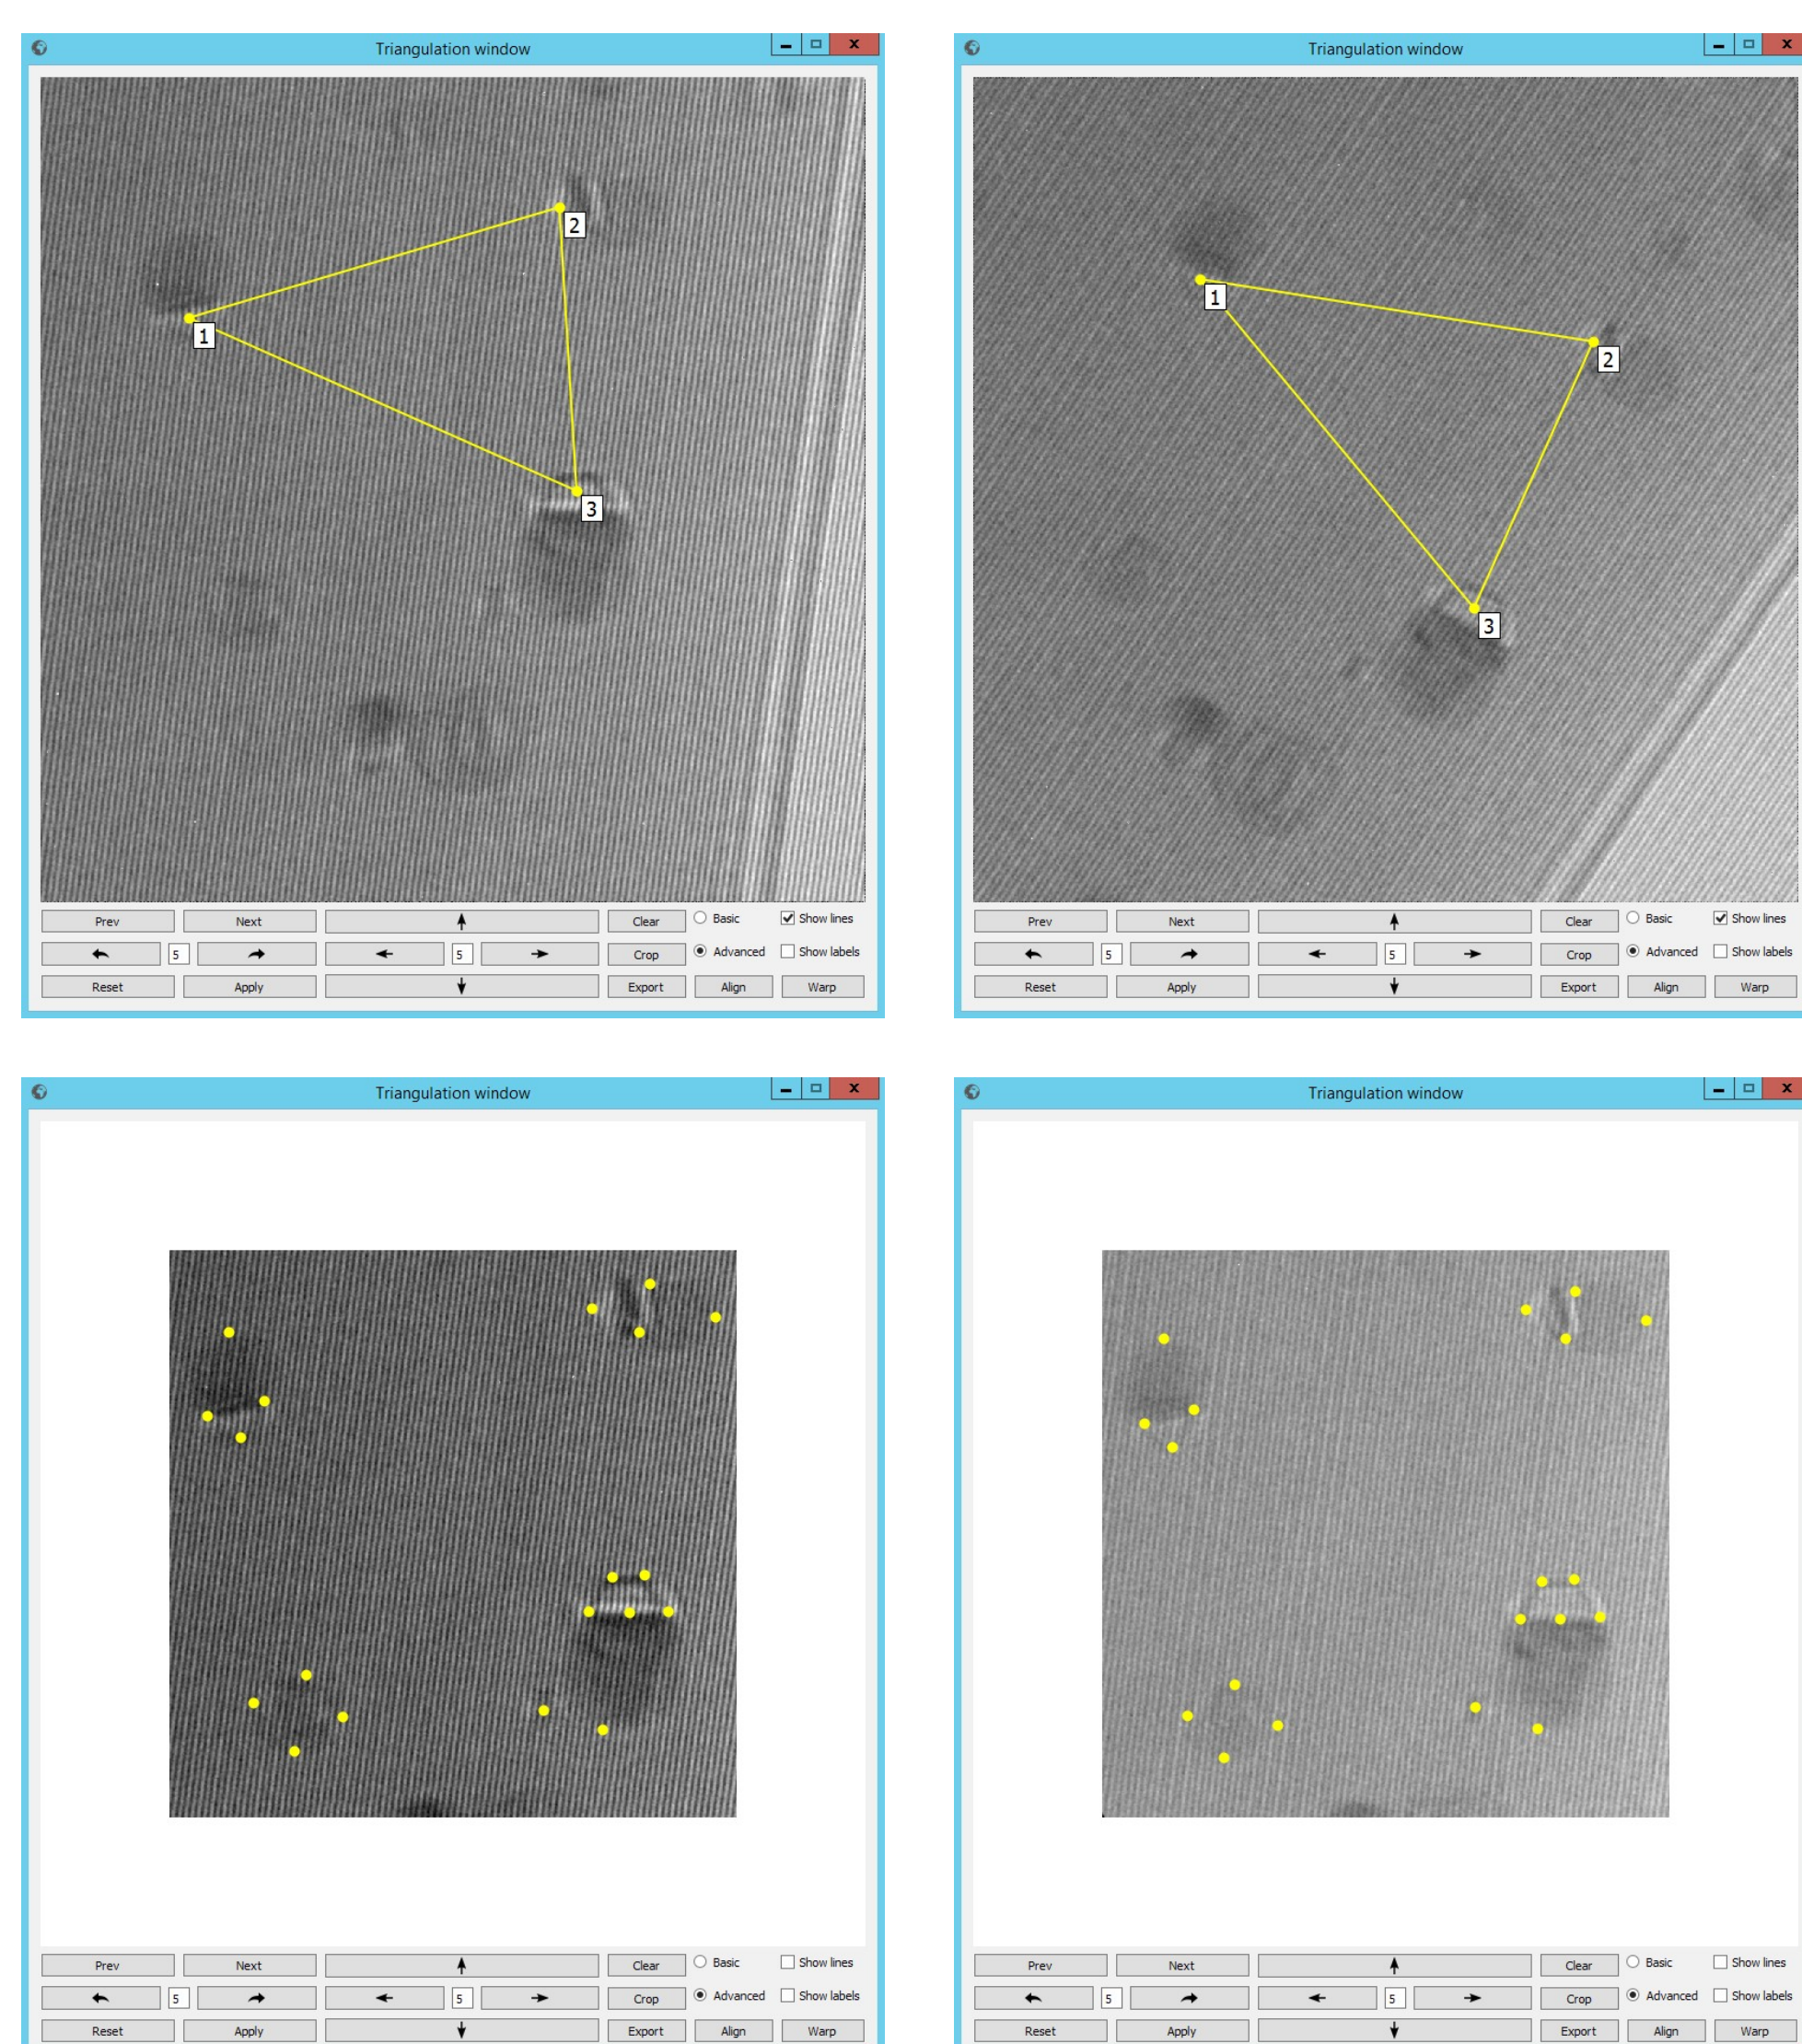 Triangulation window
2
1
3
Prev Next Clear Basic Show lines
5 5 Crop Advanced Show labels
Reset Apply Export Align Warp
Triangulation window
1
2
3
Prev Next Clear Basic Show lines
5 5 Crop Advanced Show labels
Reset Apply Export Align Warp
Triangulation window
Prev Next Clear Basic Show lines
5 5 Crop Advanced Show labels
Reset Apply Export Align Warp
Triangulation window
Prev Next Clear Basic Show lines
5 5 Crop Advanced Show labels
Reset Apply Export Align Warp